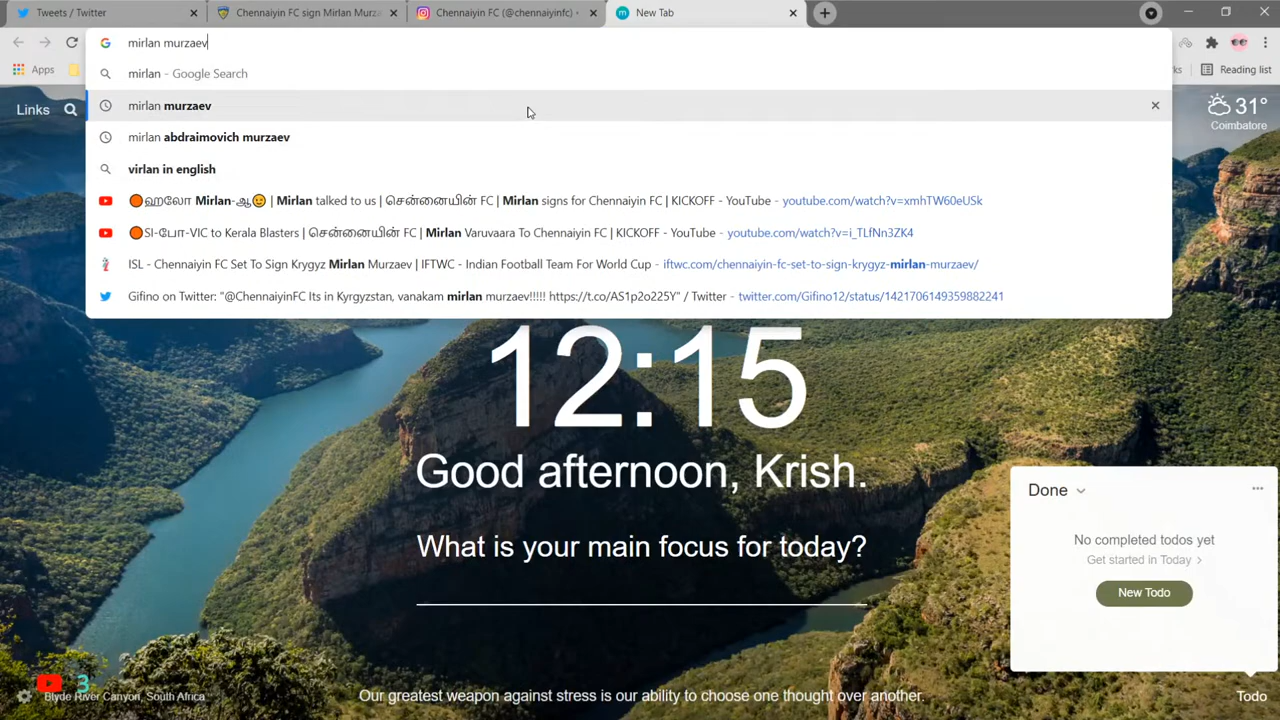 Tweets / Twitter
Chennaiyin FC sign Mirlan Murza
Chennaiyin FC (@chennaiyinfc) •
New Tab
mirlan murzaev
mirlan - Google Search
mirlan murzaev
mirlan abdraimovich murzaev
virlan in english
🟠ஹலோ Mirlan-ஆ😉 | Mirlan talked to us | சென்னையின் FC | Mirlan signs for Chennaiyin FC | KICKOFF - YouTube - youtube.com/watch?v=xmhTW60eUSk
🟠SI-போ-VIC to Kerala Blasters | சென்னையின் FC | Mirlan Varuvaara To Chennaiyin FC | KICKOFF - YouTube - youtube.com/watch?v=i_TLfNn3ZK4
ISL - Chennaiyin FC Set To Sign Krygyz Mirlan Murzaev | IFTWC - Indian Football Team For World Cup - iftwc.com/chennaiyin-fc-set-to-sign-krygyz-mirlan-murzaev/
Gifino on Twitter: "@ChennaiyinFC Its in Kyrgyzstan, vanakam mirlan murzaev!!!!! https://t.co/AS1p2o225Y" / Twitter - twitter.com/Gifino12/status/1421706149359882241
Apps
Reading list
Links
31°
Coimbatore
12:15
Good afternoon, Krish.
What is your main focus for today?
Done
No completed todos yet
Get started in Today >
New Todo
3
Blyde River Canyon, South Africa
Our greatest weapon against stress is our ability to choose one thought over another.
Todo